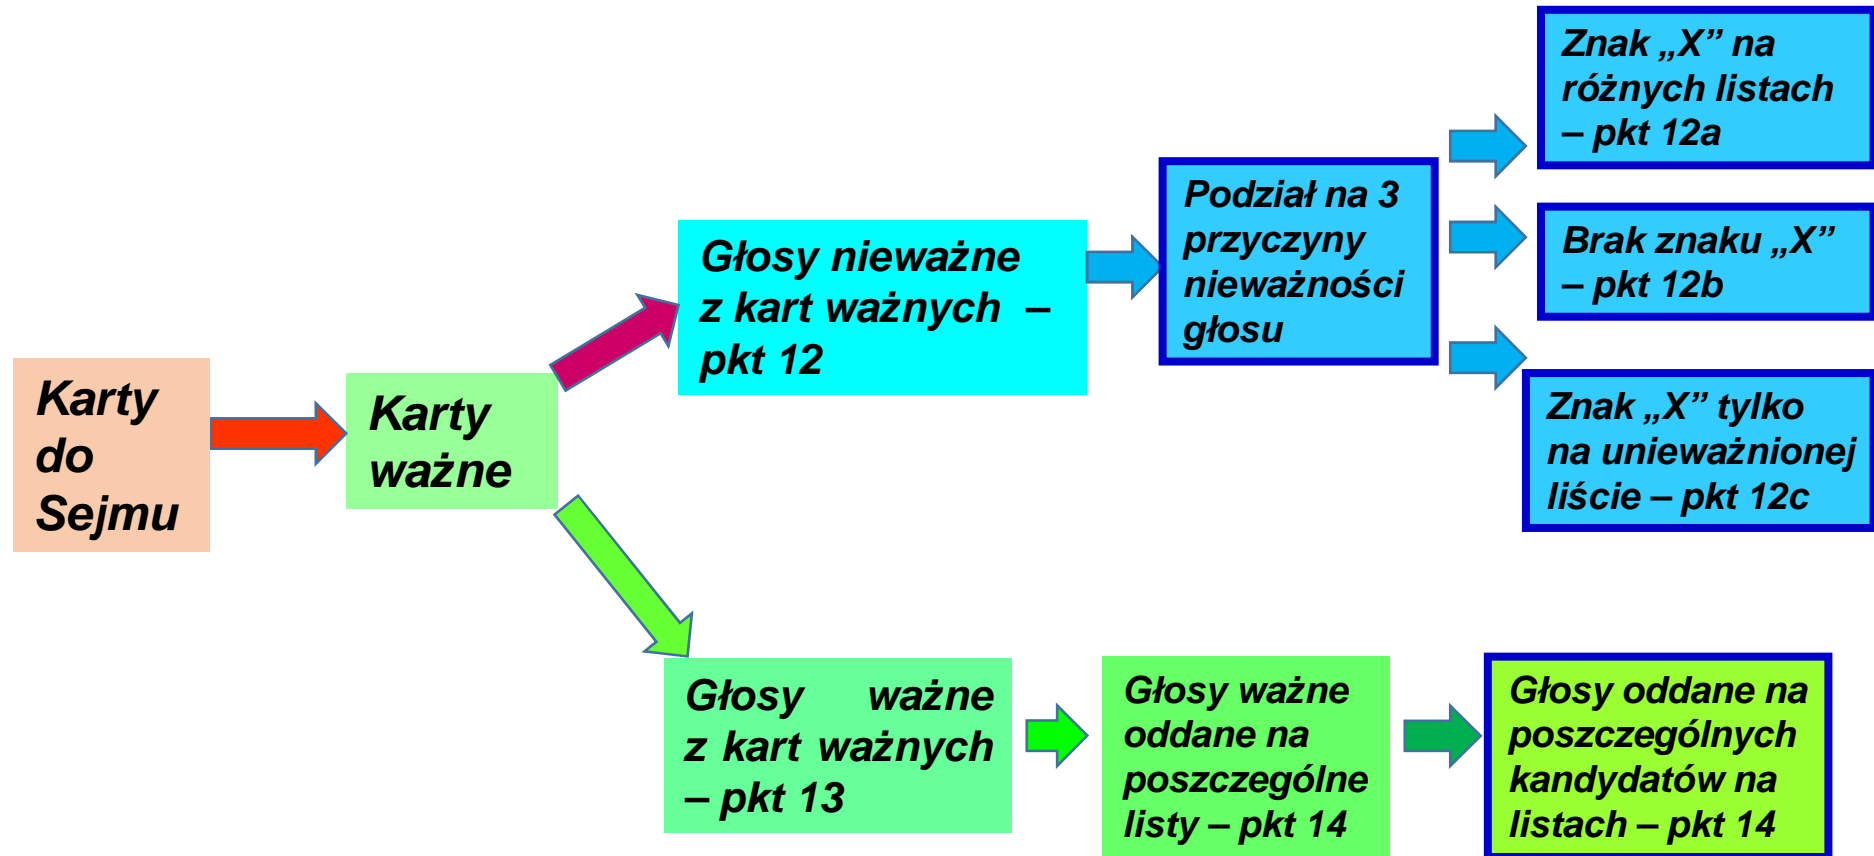 Karty
do
Sejmu
Karty
ważne
Głosy nieważne
z kart ważnych –
pkt 12
Podział na 3
przyczyny
nieważności
głosu
Znak „X” na
różnych listach
– pkt 12a
Brak znaku „X”
– pkt 12b
Znak „X” tylko
na unieważnionej
liście – pkt 12c
Głosy ważne
z kart ważnych
– pkt 13
Głosy ważne
oddane na
poszczególne
listy – pkt 14
Głosy oddane na
poszczególnych
kandydatów na
listach – pkt 14